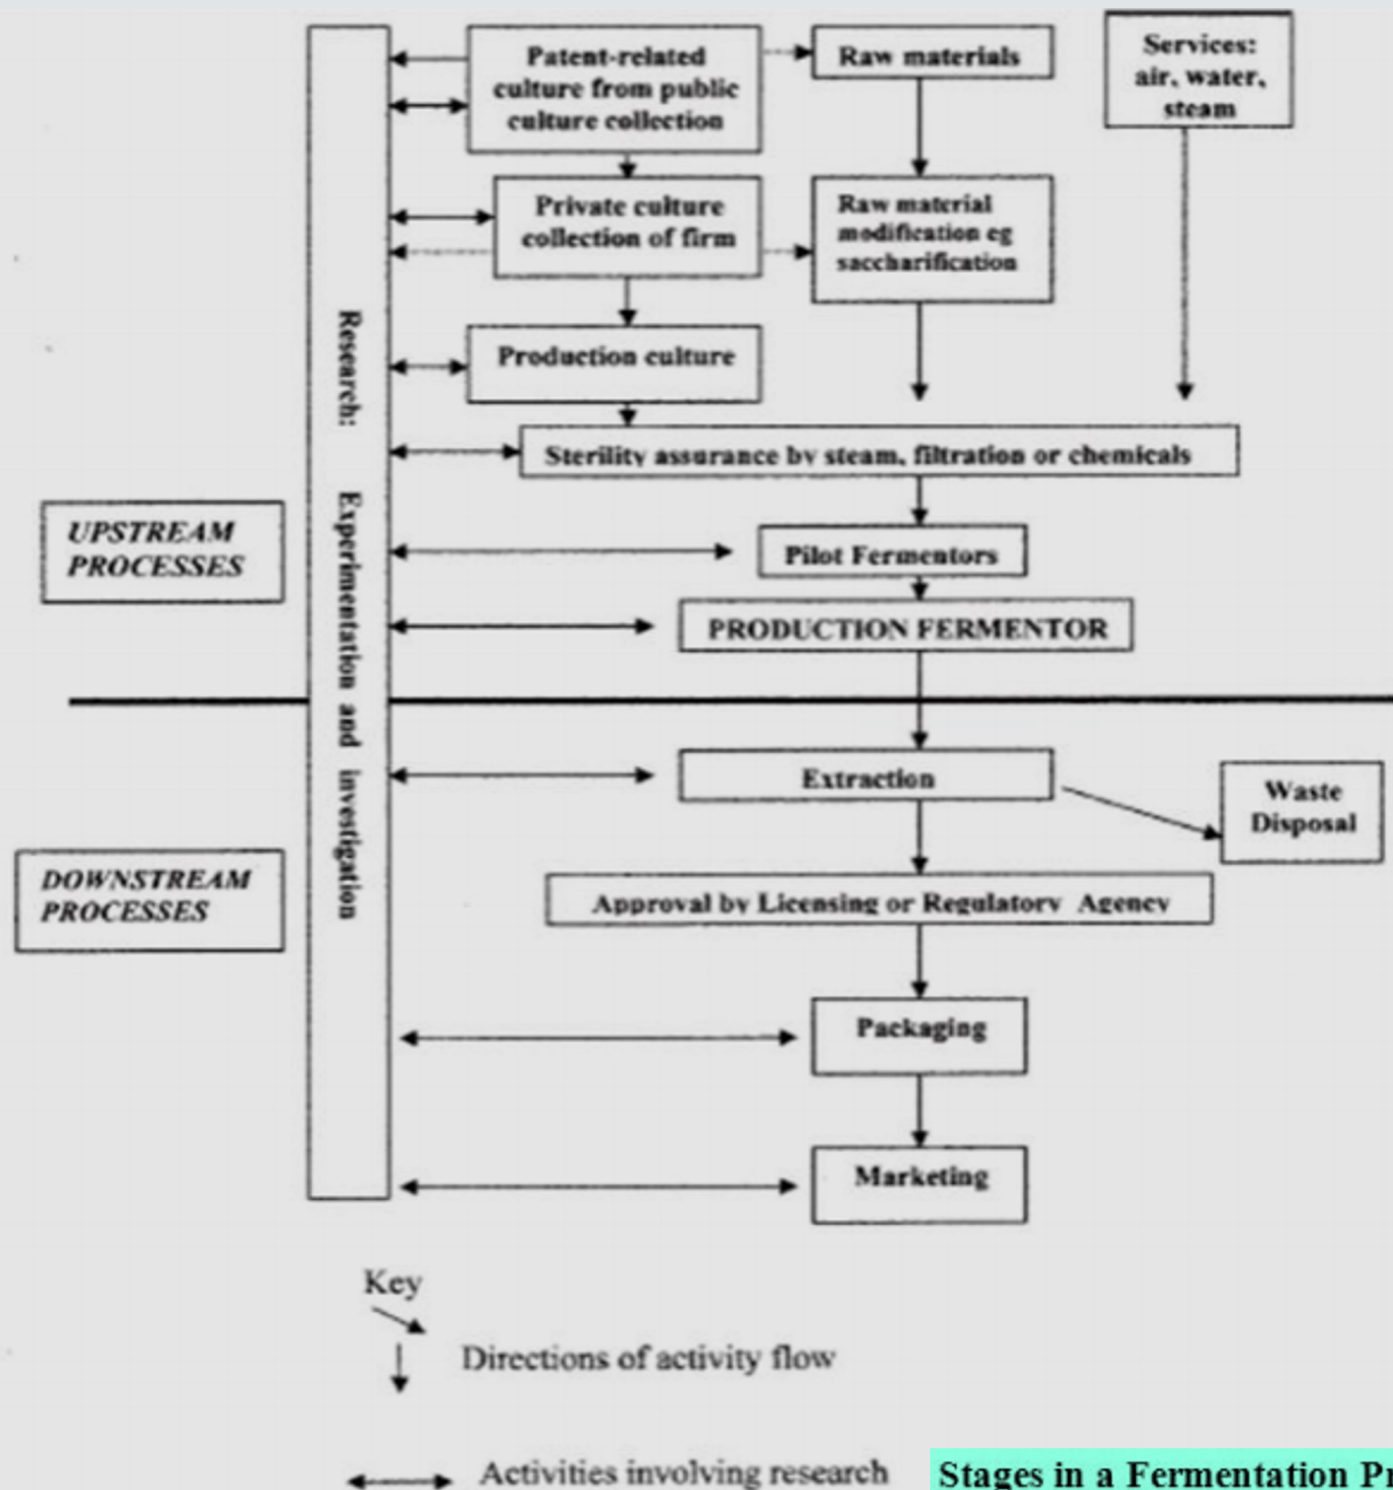 Patent-related
culture from public
culture collection
Raw materials
Services:
air, water,
steam
Private culture
collection of firm
Raw material
modification eg
saccharification
Production culture
Sterility assurance by steam, filtration or chemicals
UPSTREAM
PROCESSES
Pilot Fermentors
PRODUCTION FERMENTOR
Research: Experimentation and investigation
Extraction
Waste
Disposal
DOWNSTREAM
PROCESSES
Approval by Licensing or Regulatory Agency
Packaging
Marketing
Key
Directions of activity flow
Activities involving research
Stages in a Fermentation